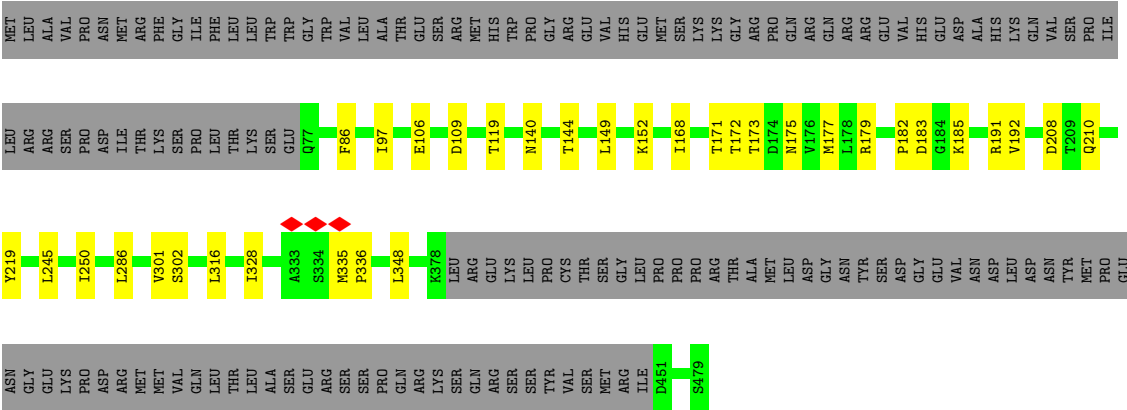 MET LEU ALA VAL PRO ASN MET ARG PHE GLY ILE PHE LEU LEU TRP TRP GLY TRP VAL LEU ALA THR GLU SER ARG MET HIS TRP PRO GLY ARG GLU VAL HIS GLU MET SER LYS LYS GLY ARG PRO GLN ARG GLN ARG ARG GLU VAL HIS GLU ASP ALA HIS LYS GLN VAL SER PRO ILE
LEU ARG ARG SER PRO ASP ILE THR LYS SER PRO LEU THR LYS SER GLU Q77 F86 I97 E106 D109 T119 N140 T144 L149 K152 I168 T171 T172 T173 D174 N175 V176 M177 L178 R179 P182 D183 G184 K185 R191 V192 D208 T209 Q210
Y219 L245 I250 L286 V301 S302 L316 I328 A333 S334 M335 P336 L348 K378 LEU ARG GLU LYS LEU PRO CYS THR SER GLY LEU PRO PRO PRO ARG THR ALA MET LEU ASP GLY ASN TYR SER ASP GLY GLU VAL ASN ASP LEU ASP ASN TYR MET PRO GLU
ASN GLY GLU LYS PRO ASP ARG MET MET VAL GLN LEU THR LEU ALA SER GLU ARG SER SER PRO GLN ARG LYS SER GLN ARG SER SER TYR VAL SER MET ARG ILE D451 S479